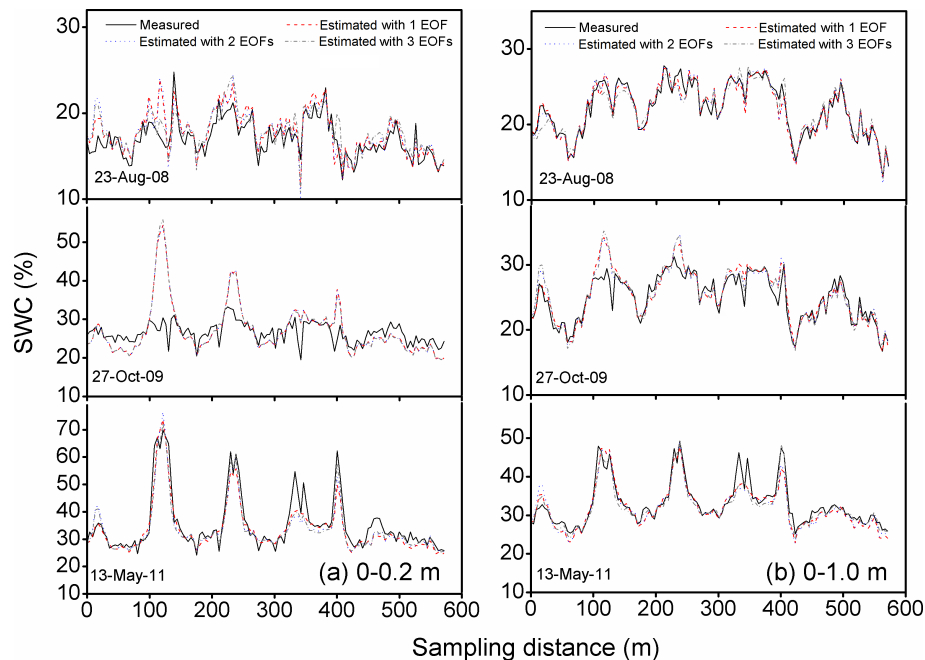 Measured
Estimated with 1 EOF
Estimated with 2 EOFs
Estimated with 3 EOFs
30
20
10
23-Aug-08
50
40
30
20
10
27-Oct-09
70
60
50
40
30
20
10
13-May-11
(a) 0-0.2 m
0 100 200 300 400 500 600
Measured
Estimated with 1 EOF
Estimated with 2 EOFs
Estimated with 3 EOFs
30
20
10
23-Aug-08
30
20
10
27-Oct-09
50
40
30
20
10
13-May-11
(b) 0-1.0 m
0 100 200 300 400 500 600
SWC (%)
Sampling distance (m)